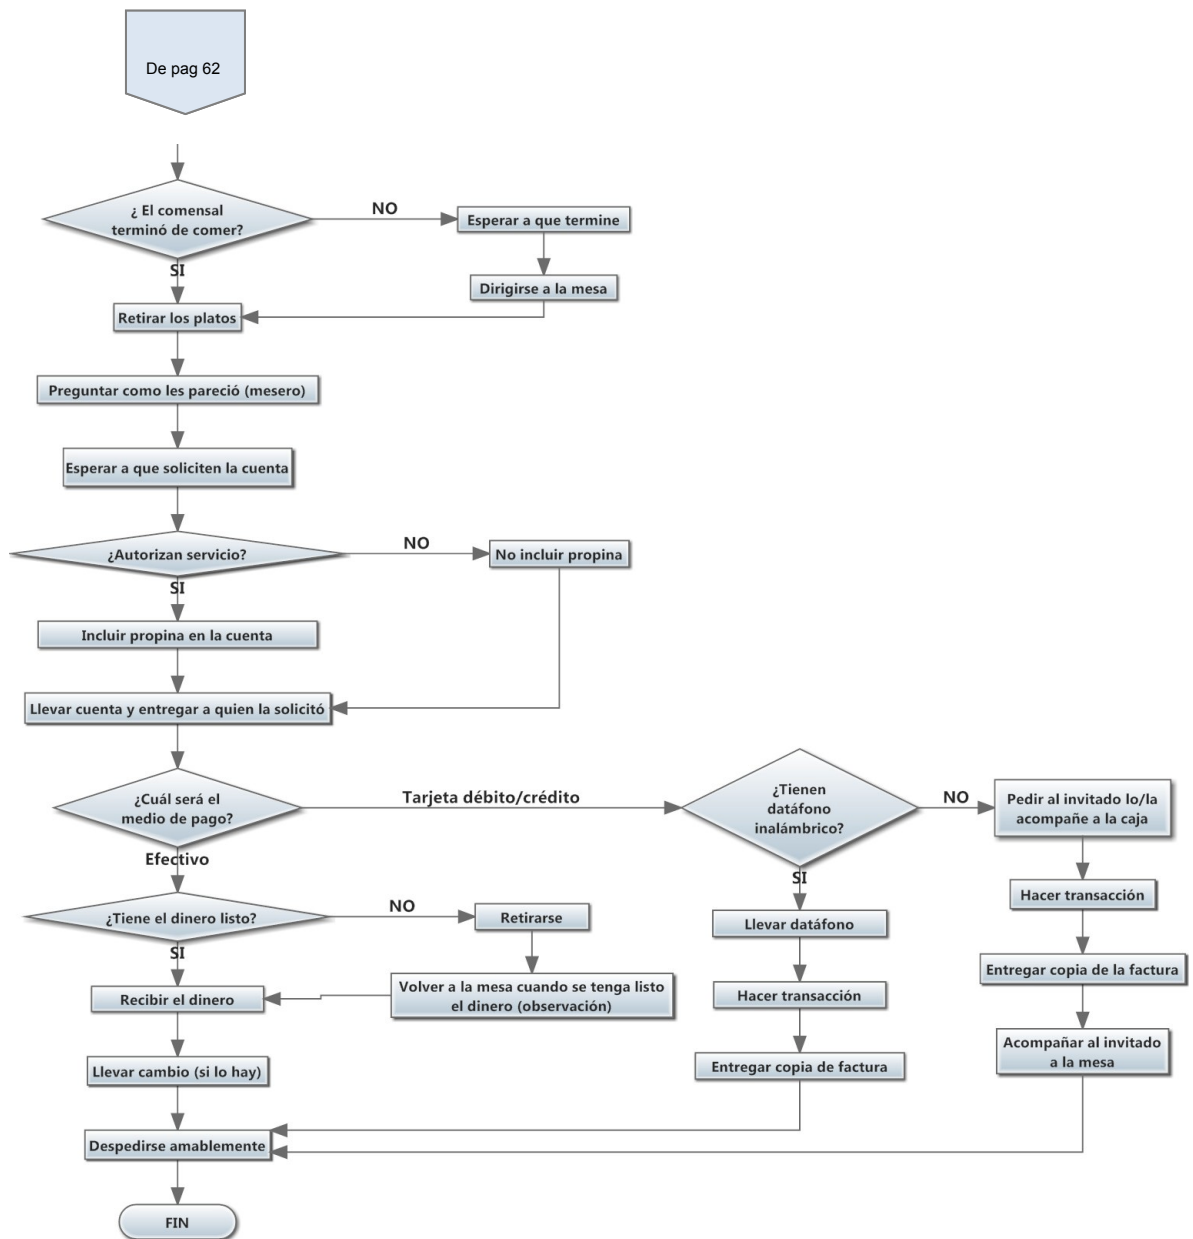 De pag 62
¿ El comensal
terminó de comer?
NO
Esperar a que termine
SI
Dirigirse a la mesa
Retirar los platos
Preguntar como les pareció (mesero)
Esperar a que soliciten la cuenta
¿Autorizan servicio?
NO
No incluir propina
SI
Incluir propina en la cuenta
Llevar cuenta y entregar a quien la solicitó
¿Cuál será el
medio de pago?
Tarjeta débito/crédito
¿Tienen
datáfono
inalámbrico?
NO
Pedir al invitado lo/la
acompañe a la caja
Efectivo
SI
Hacer transacción
¿Tiene el dinero listo?
NO
Retirarse
Llevar datáfono
SI
Entregar copia de la factura
Recibir el dinero
Volver a la mesa cuando se tenga listo
el dinero (observación)
Hacer transacción
Acompañar al invitado
a la mesa
Llevar cambio (si lo hay)
Entregar copia de factura
Despedirse amablemente
FIN